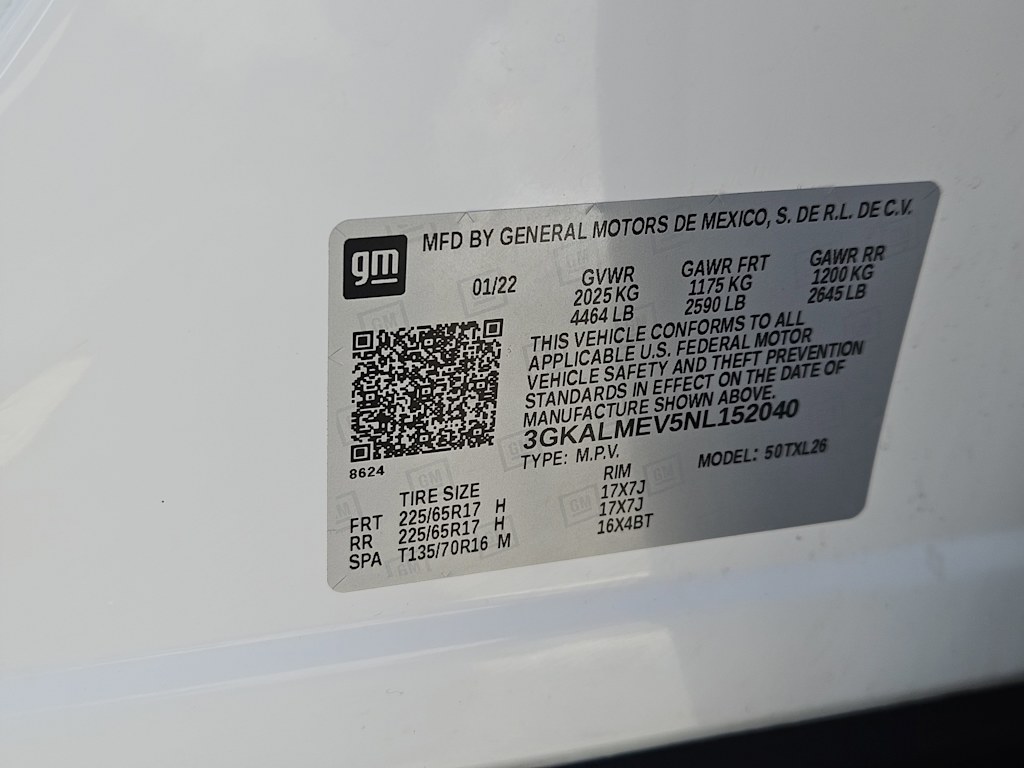 gm
MFD BY GENERAL MOTORS DE MEXICO, S. DE R.L. DE C.V.
01/22 GVWR GAWR FRT GAWR RR
2025 KG 1175 KG 1200 KG
4464 LB 2590 LB 2645 LB
THIS VEHICLE CONFORMS TO ALL
APPLICABLE U.S. FEDERAL MOTOR
VEHICLE SAFETY AND THEFT PREVENTION
STANDARDS IN EFFECT ON THE DATE OF
MANUFACTURE SHOWN ABOVE.
3GKALMEV5NL152040
8624
TYPE: M.P.V. MODEL: 50TXL26
TIRE SIZE RIM
FRT 225/65R17 H 17X7J
RR 225/65R17 H 17X7J
SPA T135/70R16 M 16X4BT